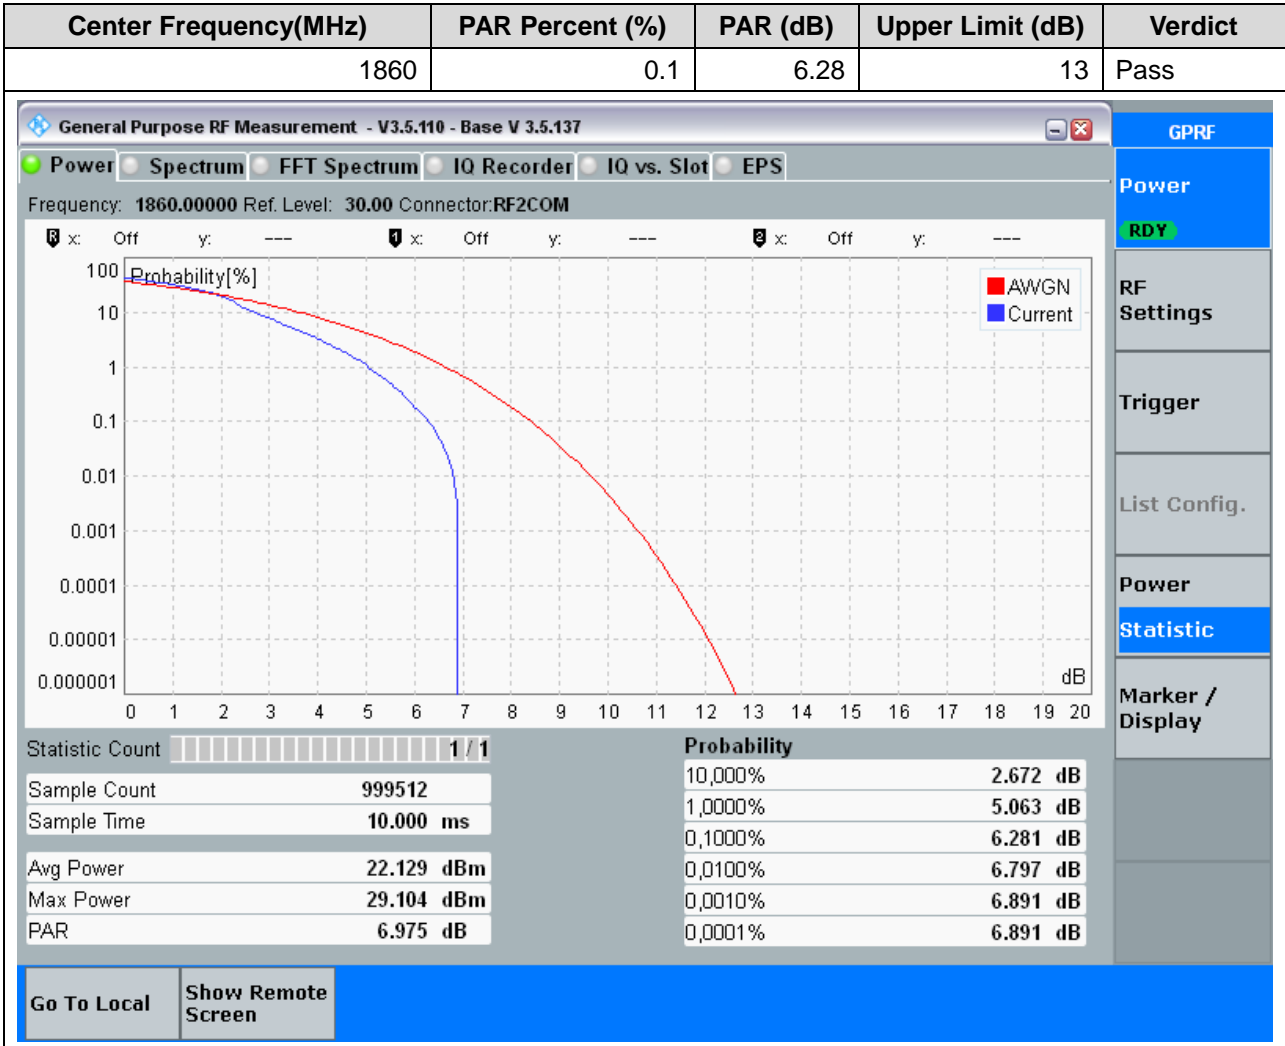 Center Frequency(MHz) PAR Percent (%) PAR (dB) Upper Limit (dB) Verdict
1860 0.1 6.28 13 Pass
General Purpose RF Measurement - V3.5.110 - Base V 3.5.137
GPRF
Power Spectrum FFT Spectrum IQ Recorder IQ vs. Slot EPS
Frequency: 1860.00000 Ref. Level: 30.00 Connector:RF2COM
R x: Off y: --- 1 x: Off y: --- 2 x: Off y: ---
Probability[%]
100
10
1
0.1
0.01
0.001
0.0001
0.00001
0.000001
AWGN
Current
dB
0 1 2 3 4 5 6 7 8 9 10 11 12 13 14 15 16 17 18 19 20
Statistic Count 1 / 1
Sample Count 999512
Sample Time 10.000 ms
Avg Power 22.129 dBm
Max Power 29.104 dBm
PAR 6.975 dB
Probability
10,000% 2.672 dB
1,0000% 5.063 dB
0,1000% 6.281 dB
0,0100% 6.797 dB
0,0010% 6.891 dB
0,0001% 6.891 dB
Power
RDY
RF
Settings
Trigger
List Config.
Power
Statistic
Marker /
Display
Go To Local
Show Remote
Screen